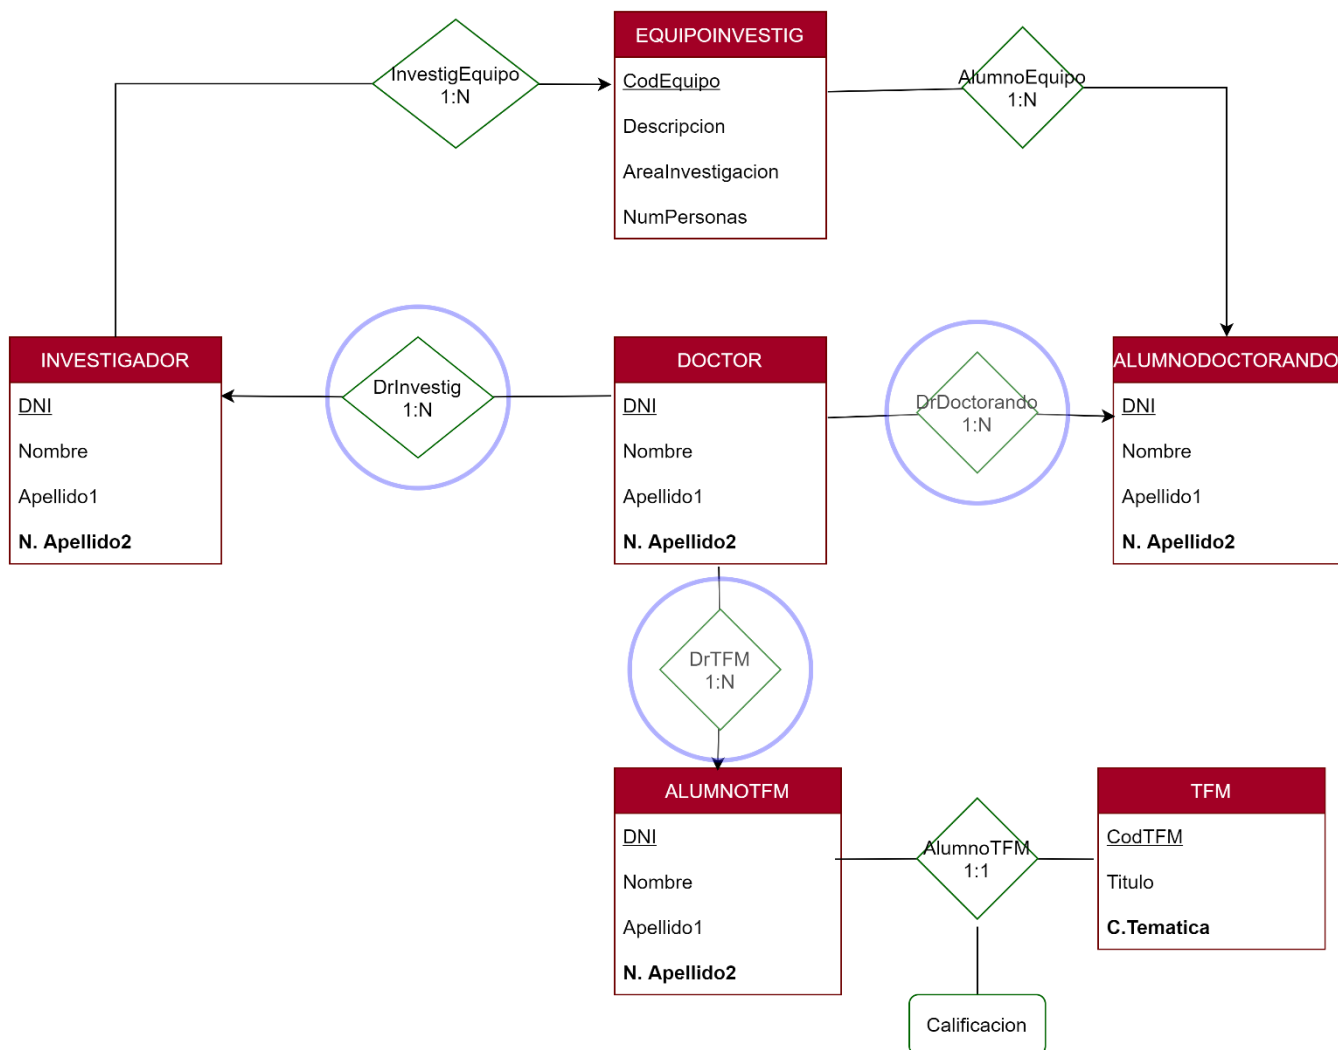 EQUIPOINVESTIG
CodEquipo
Descripcion
AreaInvestigacion
NumPersonas
InvestigEquipo
1:N
AlumnoEquipo
1:N
INVESTIGADOR
DNI
Nombre
Apellido1
N. Apellido2
DrInvestig
1:N
DOCTOR
DNI
Nombre
Apellido1
N. Apellido2
DrDoctorando
1:N
ALUMNODOCTORANDO
DNI
Nombre
Apellido1
N. Apellido2
DrTFM
1:N
ALUMNOTFM
DNI
Nombre
Apellido1
N. Apellido2
AlumnoTFM
1:1
TFM
CodTFM
Titulo
C.Tematica
Calificacion